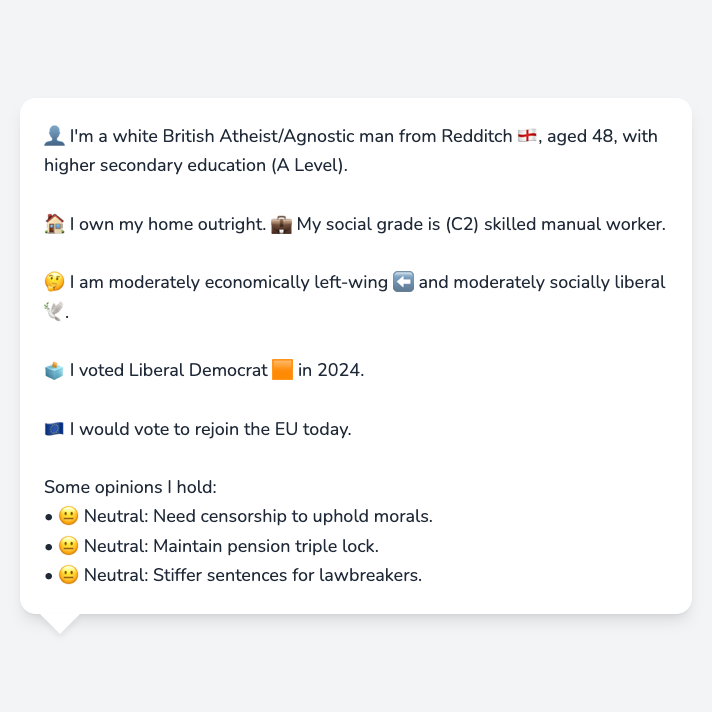 👤 I'm a white British Atheist/Agnostic man from Redditch 🏴󠁧󠁢󠁥󠁮󠁧󠁿, aged 48, with
higher secondary education (A Level).
🏠 I own my home outright. 💼 My social grade is (C2) skilled manual worker.
🤔 I am moderately economically left-wing ⬅️ and moderately socially liberal
🕊️.
🗳️ I voted Liberal Democrat 🟧 in 2024.
🇪🇺 I would vote to rejoin the EU today.
Some opinions I hold:
• 😐 Neutral: Need censorship to uphold morals.
• 😐 Neutral: Maintain pension triple lock.
• 😐 Neutral: Stiffer sentences for lawbreakers.